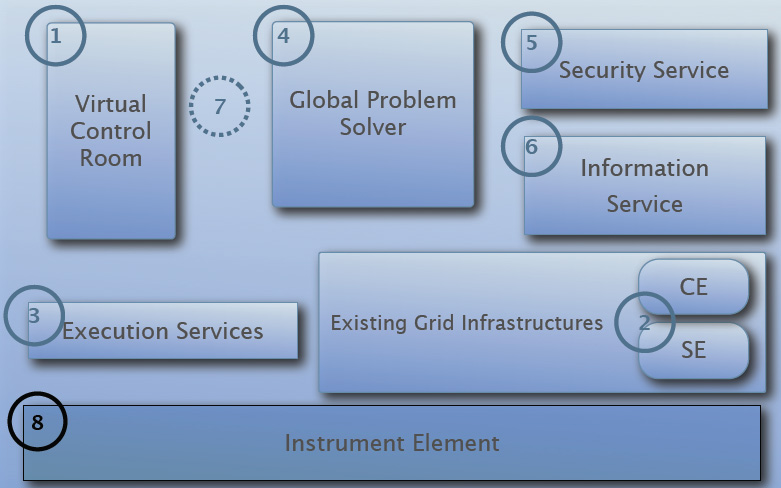 1
Virtual
Control
Room
7
4
Global Problem
Solver
5
Security Service
6
Information
Service
3
Execution Services
Existing Grid Infrastructures
CE
2
SE
8
Instrument Element